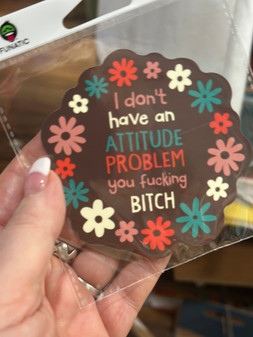 FUNATIC
I don't
have an
ATTITUDE
PROBLEM
you fucking
BITCH